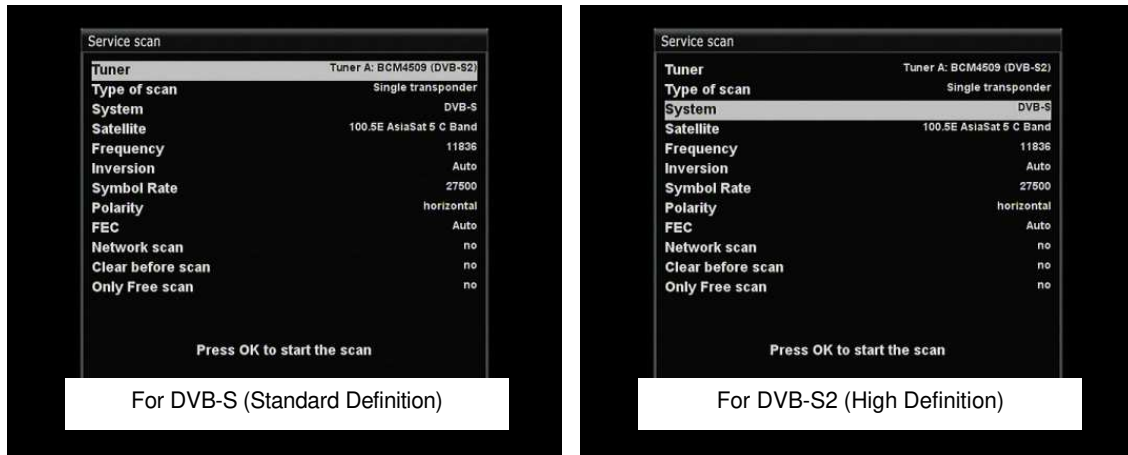 Service scan
Tuner Tuner A: BCM4509 (DVB-S2)
Type of scan Single transponder
System DVB-S
Satellite 100.5E AsiaSat 5 C Band
Frequency 11836
Inversion Auto
Symbol Rate 27500
Polarity horizontal
FEC Auto
Network scan no
Clear before scan no
Only Free scan no
Press OK to start the scan
For DVB-S (Standard Definition)
Service scan
Tuner Tuner A: BCM4509 (DVB-S2)
Type of scan Single transponder
System DVB-S
Satellite 100.5E AsiaSat 5 C Band
Frequency 11836
Inversion Auto
Symbol Rate 27500
Polarity horizontal
FEC Auto
Network scan no
Clear before scan no
Only Free scan no
Press OK to start the scan
For DVB-S2 (High Definition)